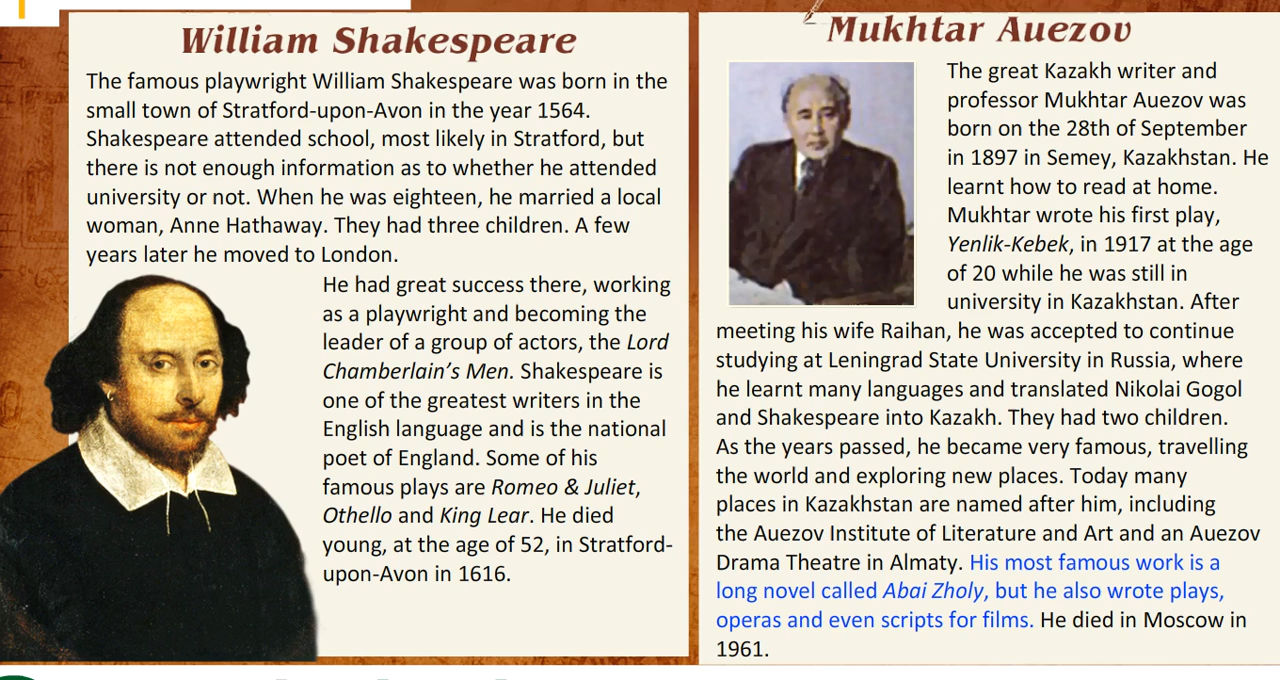 William Shakespeare
The famous playwright William Shakespeare was born in the
small town of Stratford-upon-Avon in the year 1564.
Shakespeare attended school, most likely in Stratford, but
there is not enough information as to whether he attended
university or not. When he was eighteen, he married a local
woman, Anne Hathaway. They had three children. A few
years later he moved to London.
He had great success there, working
as a playwright and becoming the
leader of a group of actors, the Lord
Chamberlain’s Men. Shakespeare is
one of the greatest writers in the
English language and is the national
poet of England. Some of his
famous plays are Romeo & Juliet,
Othello and King Lear. He died
young, at the age of 52, in Stratford-
upon-Avon in 1616.
Mukhtar Auezov
The great Kazakh writer and
professor Mukhtar Auezov was
born on the 28th of September
in 1897 in Semey, Kazakhstan. He
learnt how to read at home.
Mukhtar wrote his first play,
Yenlik-Kebek, in 1917 at the age
of 20 while he was still in
university in Kazakhstan. After
meeting his wife Raihan, he was accepted to continue
studying at Leningrad State University in Russia, where
he learnt many languages and translated Nikolai Gogol
and Shakespeare into Kazakh. They had two children.
As the years passed, he became very famous, travelling
the world and exploring new places. Today many
places in Kazakhstan are named after him, including
the Auezov Institute of Literature and Art and an Auezov
Drama Theatre in Almaty. His most famous work is a
long novel called Abai Zholy, but he also wrote plays,
operas and even scripts for films. He died in Moscow in
1961.